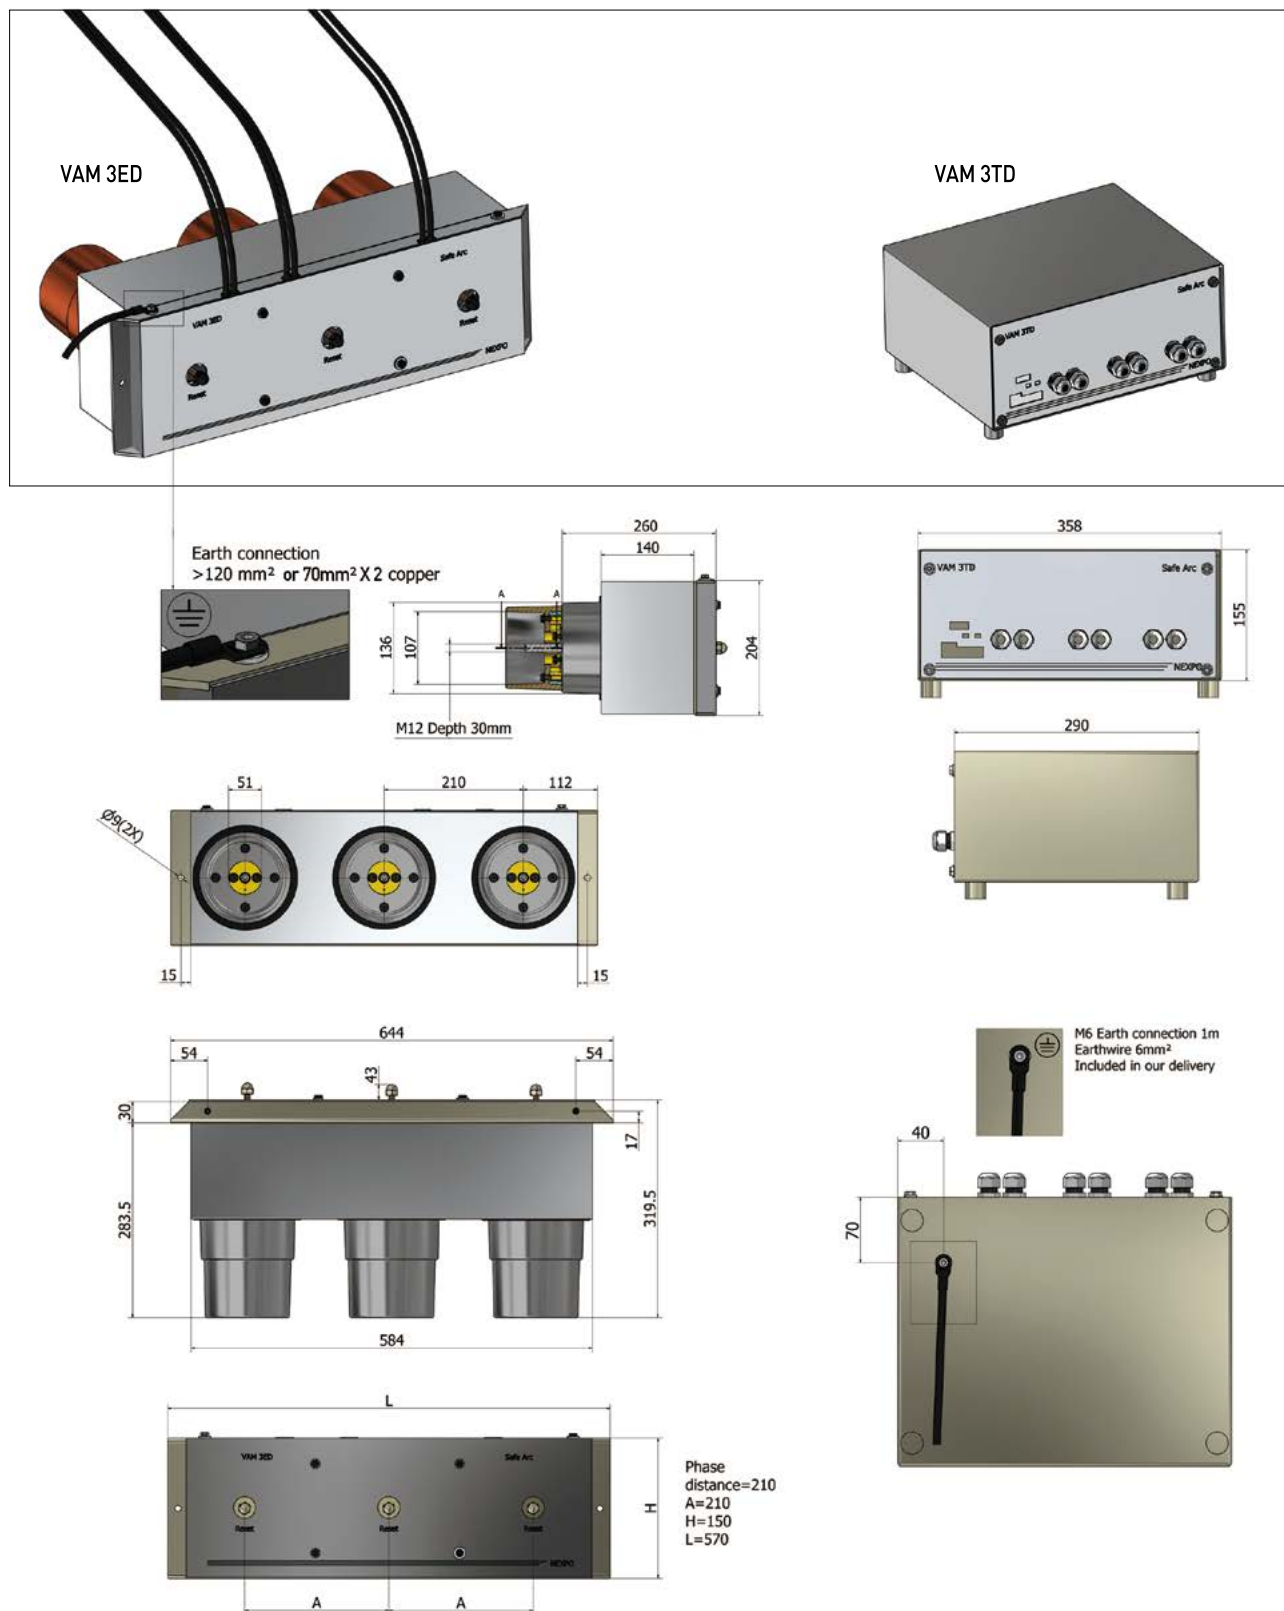 VAM 3ED
VAM 3TD
Safe Arc
VAM 3ED
Reset
Reset
Reset
NEXPO
Safe Arc
VAM 3TD
NEXPO
Earth connection
>120 mm² or 70mm² X 2 copper
260
140
A
A
136
107
204
M12 Depth 30mm
358
VAM 3TD
Safe Arc
155
NEXPO
290
51
210
112
Ø9(2X)
15
15
644
54
54
43
30
17
283.5
319.5
584
M6 Earth connection 1m
Earthwire 6mm²
Included in our delivery
40
70
L
VAM 3ED
Safe Arc
Reset
Reset
Reset
NEXPO
H
A
A
Phase
distance=210
A=210
H=150
L=570